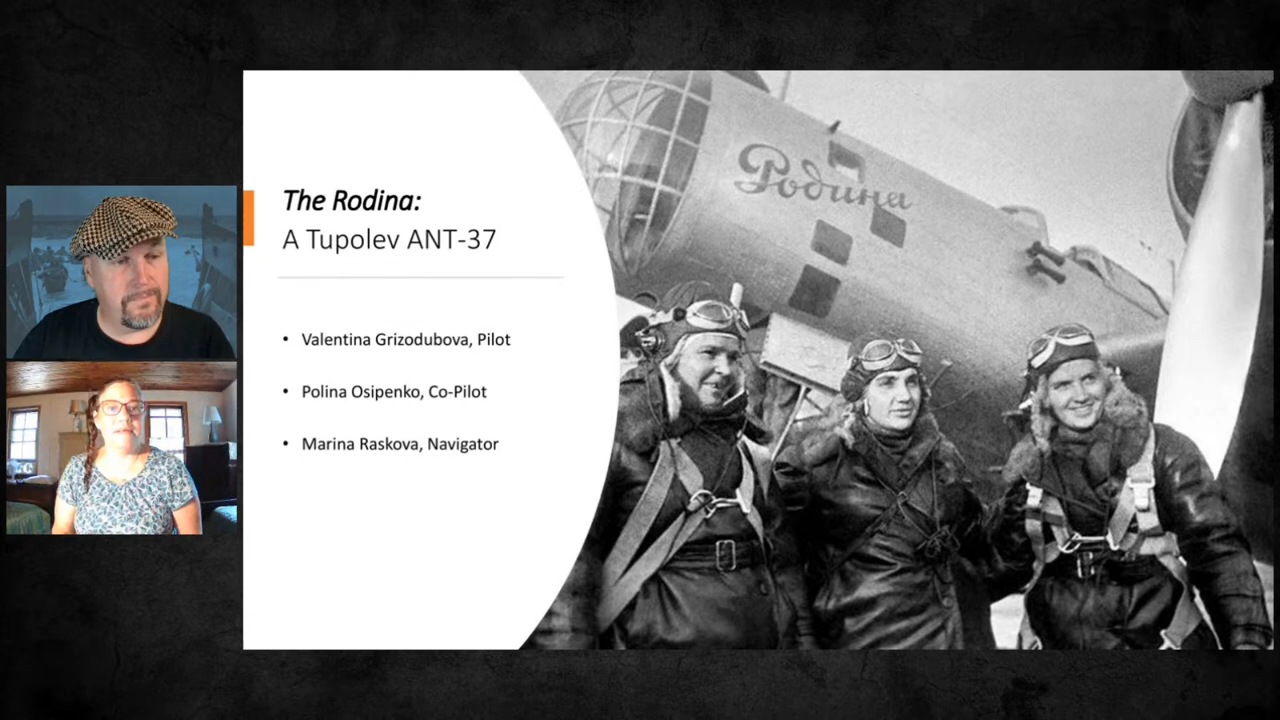 The Rodina:
A Tupolev ANT-37
• Valentina Grizodubova, Pilot
• Polina Osipenko, Co-Pilot
• Marina Raskova, Navigator
Родина